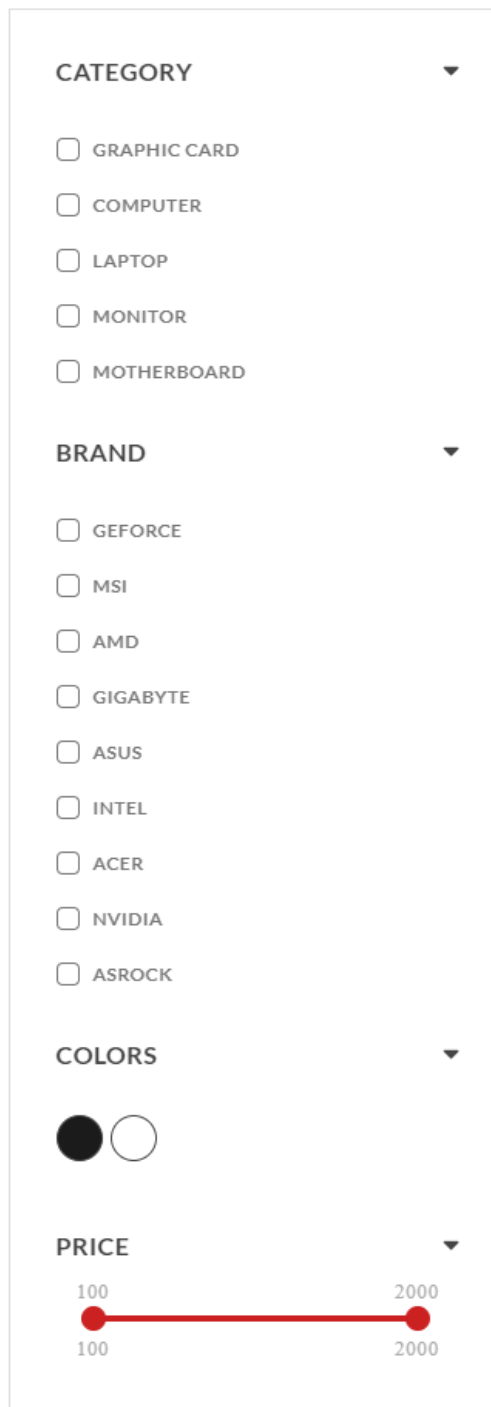 CATEGORY
GRAPHIC CARD
COMPUTER
LAPTOP
MONITOR
MOTHERBOARD
BRAND
GEFORCE
MSI
AMD
GIGABYTE
ASUS
INTEL
ACER
NVIDIA
ASROCK
COLORS
PRICE
100 2000
100 2000